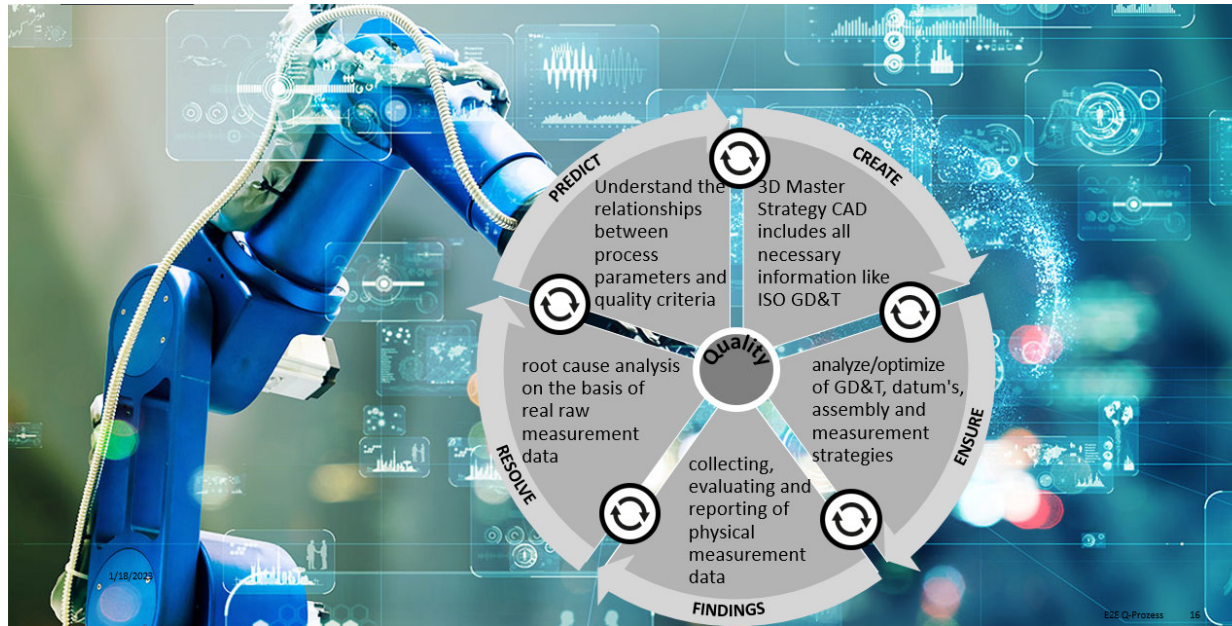 PREDICT
Understand the
relationships
between
process
parameters and
quality criteria
CREATE
3D Master
Strategy CAD
includes all
necessary
information like
ISO GD&T
Quality
ENSURE
analyze/optimize
of GD&T, datum's,
assembly and
measurement
strategies
FINDINGS
collecting,
evaluating and
reporting of
physical
measurement
data
RESOLVE
root cause analysis
on the basis of
real raw
measurement
data
1/18/2023
E2E Q-Prozess 16